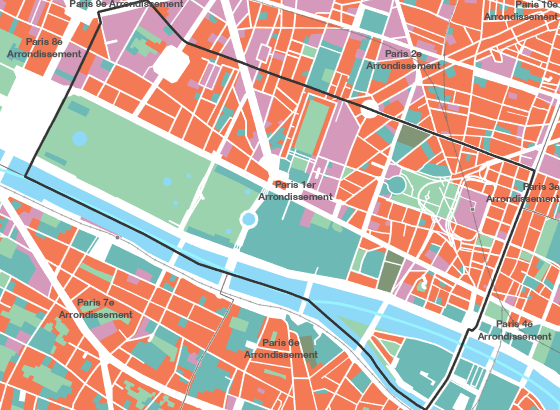 Paris 9e Arrondissement
Paris 10e
Arrondissement
Paris 8e
Arrondissement
Paris 2e
Arrondissement
Paris 1er
Arrondissement
Paris 3e
Arrondissement
Paris 7e
Arrondissement
Paris 4e
Arrondissement
Paris 6e
Arrondissement